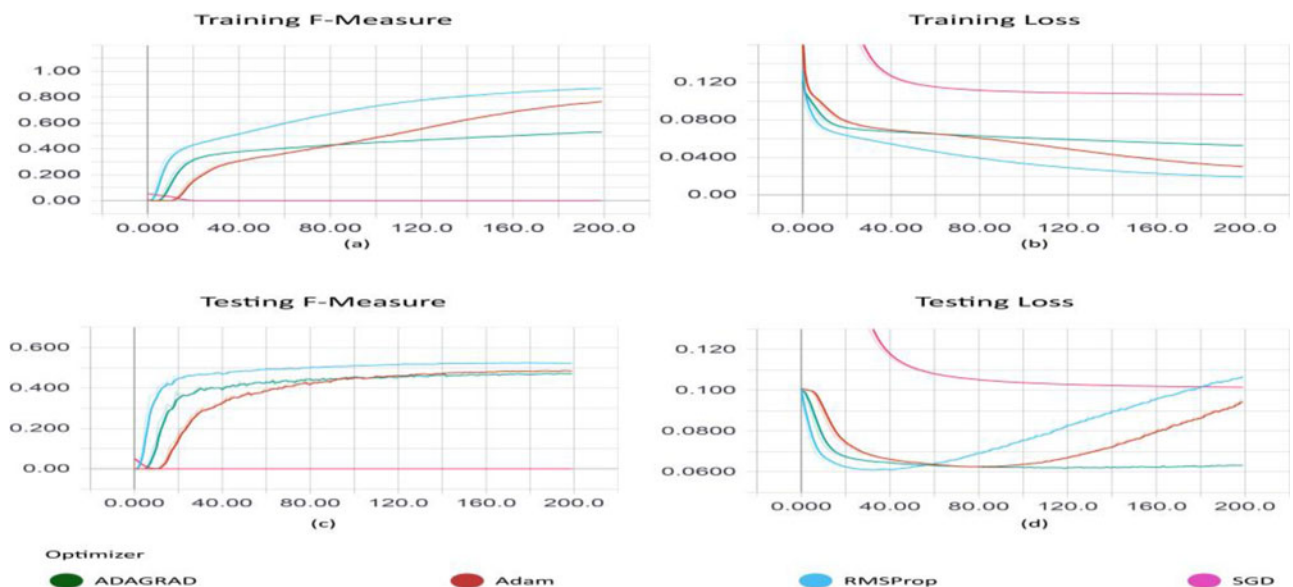 Training F-Measure
1.00
0.800
0.600
0.400
0.200
0.00
0.000 40.00 80.00 120.0 160.0 200.0
(a)
Training Loss
0.120
0.0800
0.0400
0.00
0.000 40.00 80.00 120.0 160.0 200.0
(b)
Testing F-Measure
0.600
0.400
0.200
0.00
0.000 40.00 80.00 120.0 160.0 200.0
(c)
Testing Loss
0.120
0.100
0.0800
0.0600
0.000 40.00 80.00 120.0 160.0 200.0
(d)
Optimizer
ADAGRAD Adam RMSProp SGD